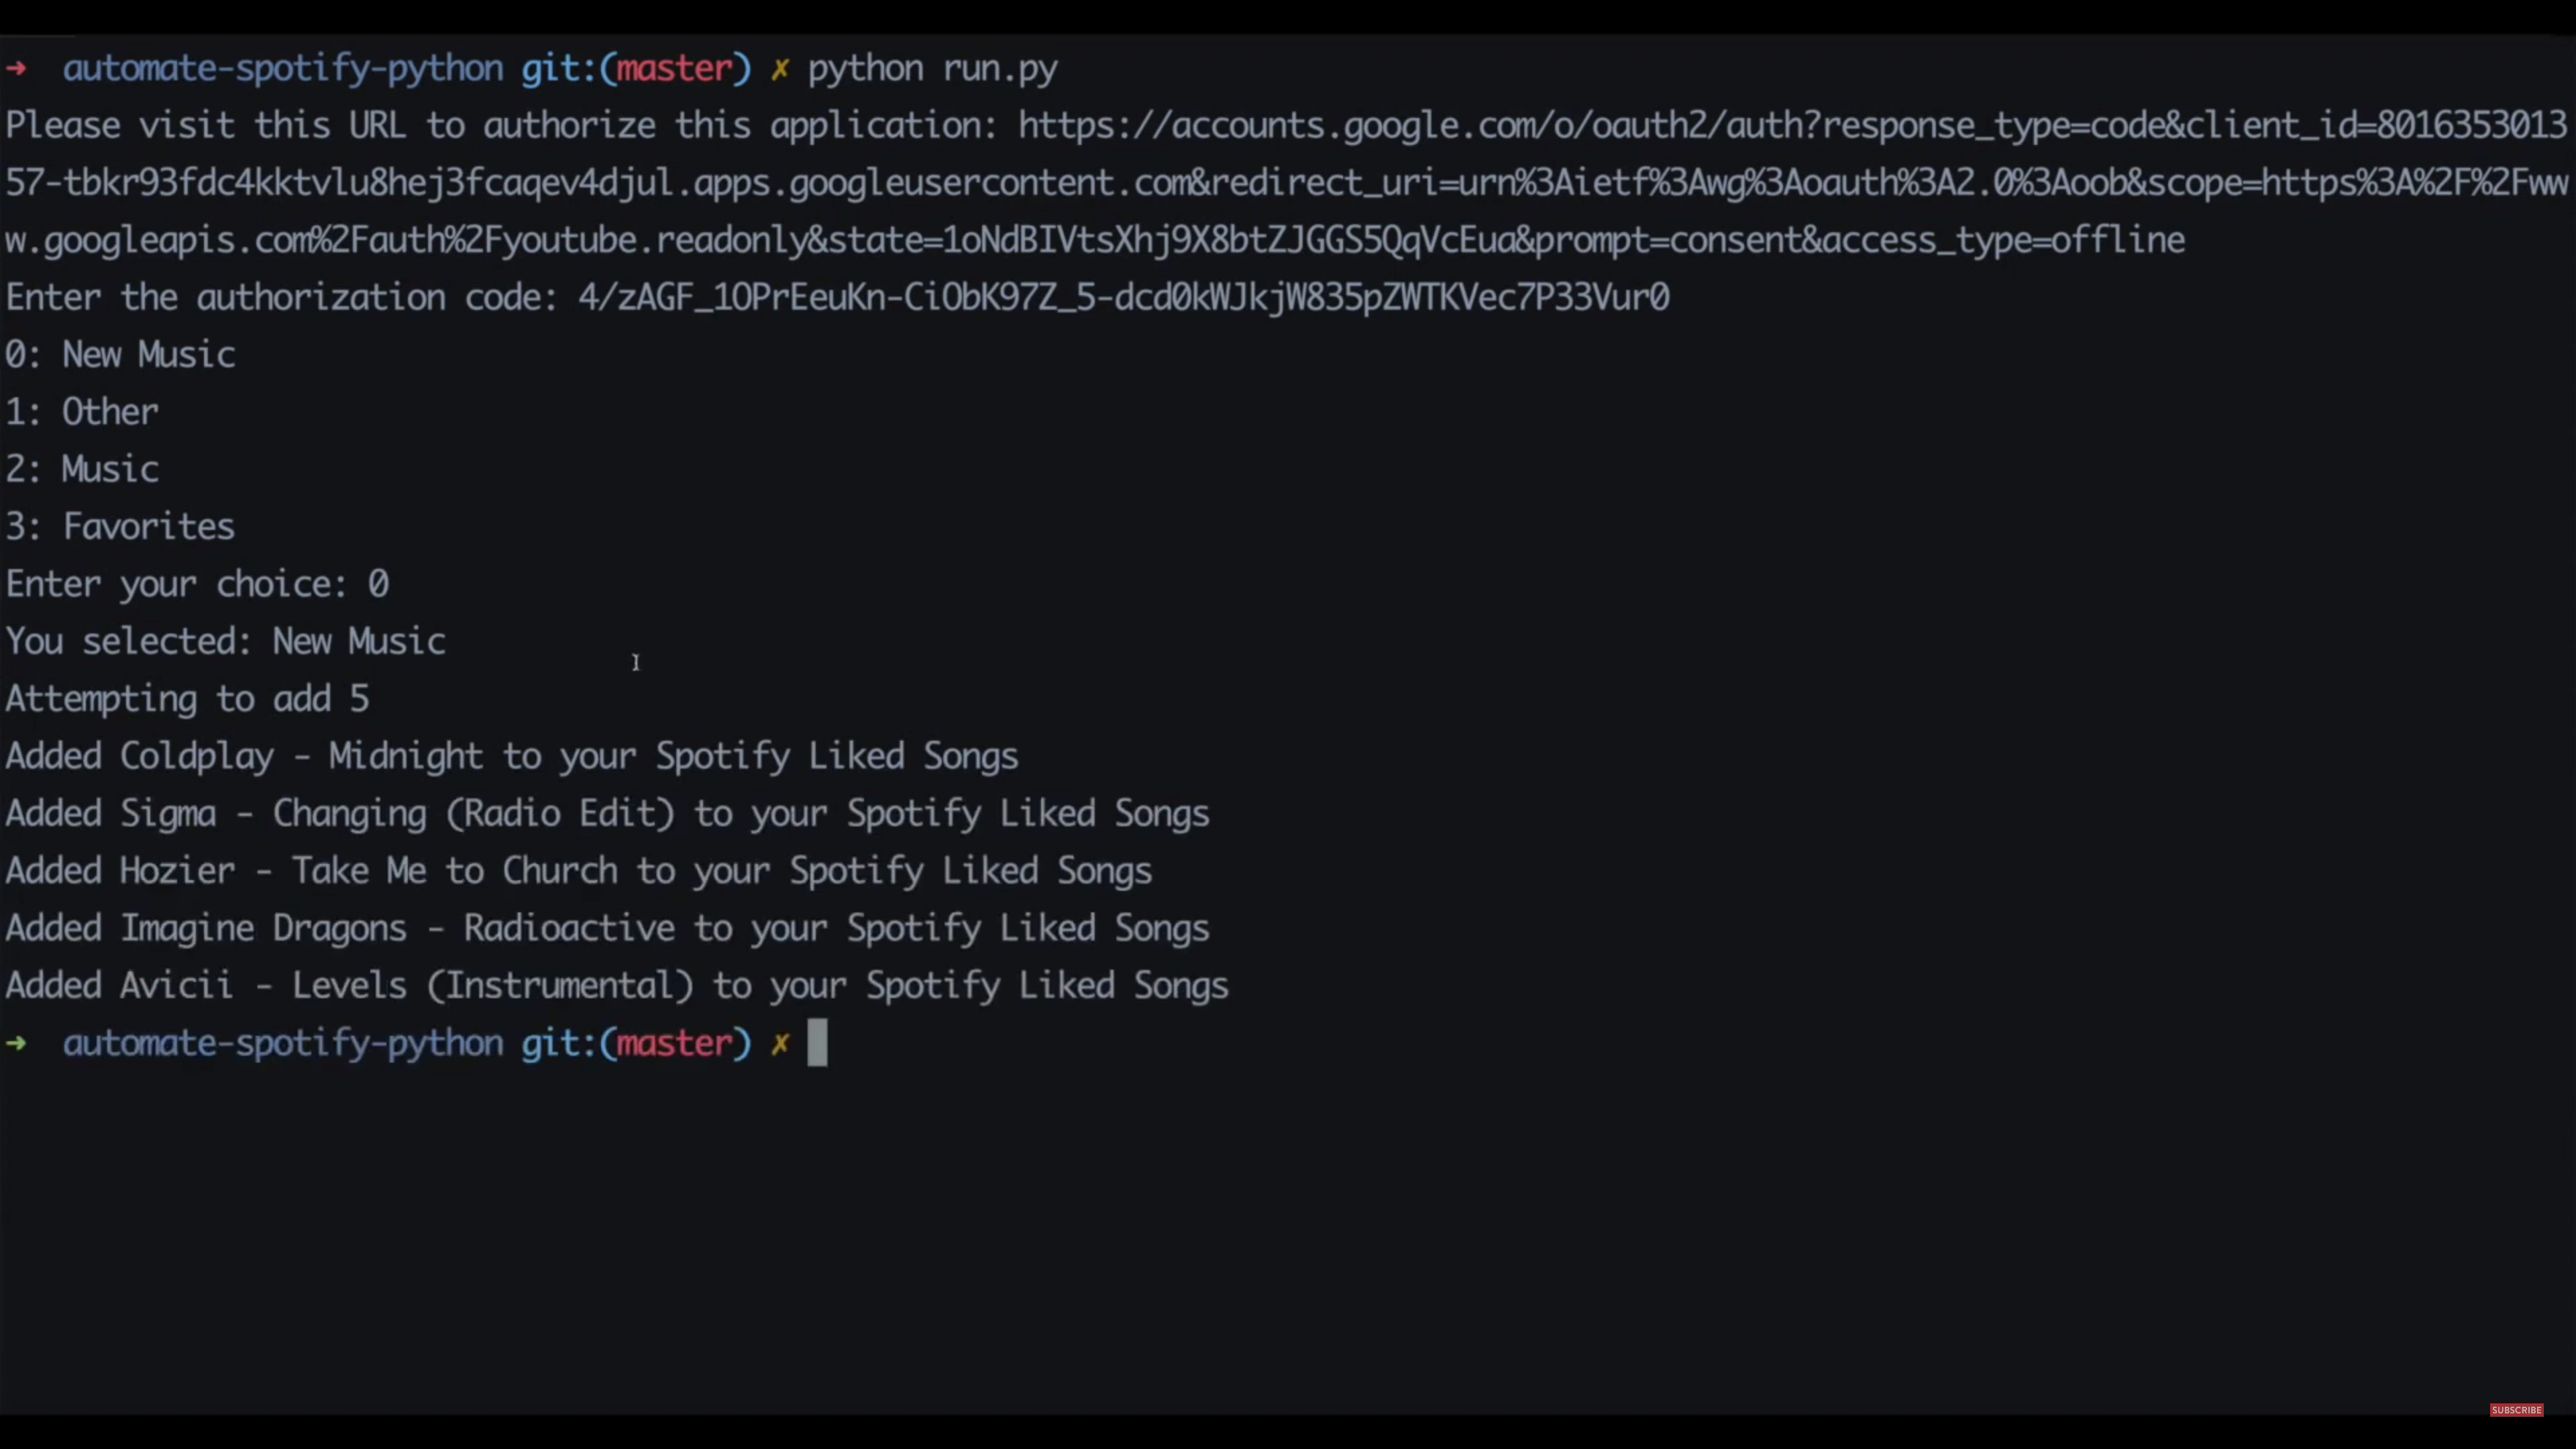 ➜  automate-spotify-python git:(master) ✗ python run.py
Please visit this URL to authorize this application: https://accounts.google.com/o/oauth2/auth?response_type=code&client_id=8016353013
57-tbkr93fdc4kktvlu8hej3fcaqev4djul.apps.googleusercontent.com&redirect_uri=urn%3Aietf%3Awg%3Aoauth%3A2.0%3Aoob&scope=https%3A%2F%2Fww
w.googleapis.com%2Fauth%2Fyoutube.readonly&state=1oNdBIVtsXhj9X8btZJGGS5QqVcEua&prompt=consent&access_type=offline
Enter the authorization code: 4/zAGF_1OPrEeuKn-CiObK97Z_5-dcd0kWJkjW835pZWTKVec7P33Vur0
0: New Music
1: Other
2: Music
3: Favorites
Enter your choice: 0
You selected: New Music
Attempting to add 5
Added Coldplay - Midnight to your Spotify Liked Songs
Added Sigma - Changing (Radio Edit) to your Spotify Liked Songs
Added Hozier - Take Me to Church to your Spotify Liked Songs
Added Imagine Dragons - Radioactive to your Spotify Liked Songs
Added Avicii - Levels (Instrumental) to your Spotify Liked Songs
➜  automate-spotify-python git:(master) ✗
SUBSCRIBE